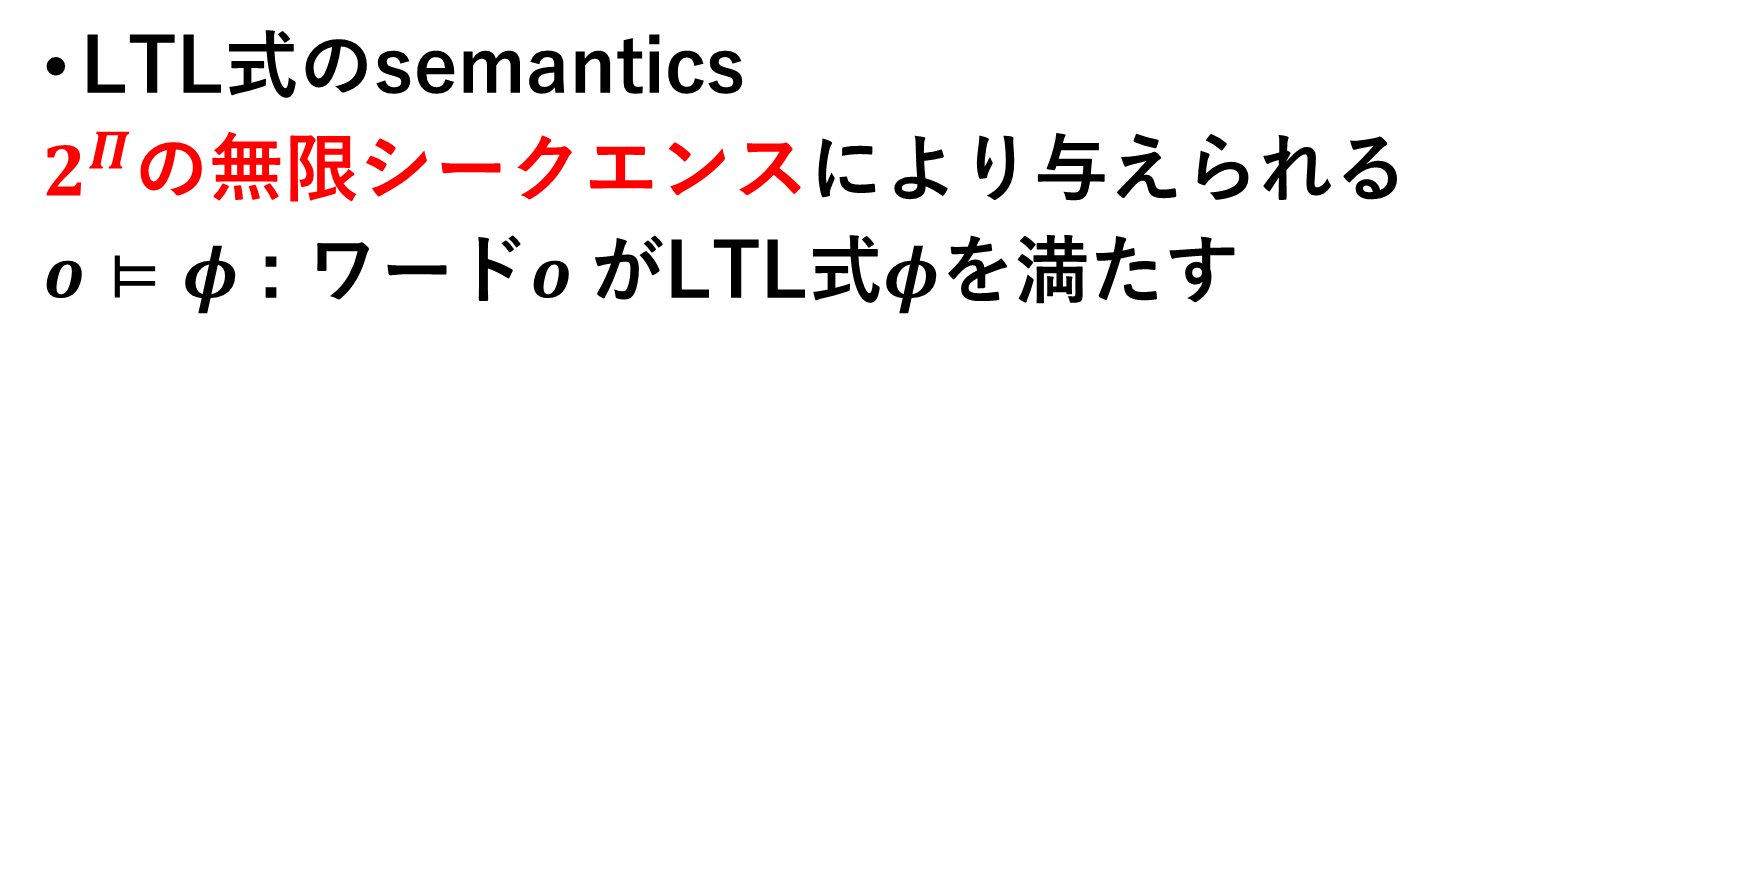 •LTL式のsemantics
2^Πの無限シークエンスにより与えられる
o ⊨ ϕ : ワードo がLTL式ϕを満たす